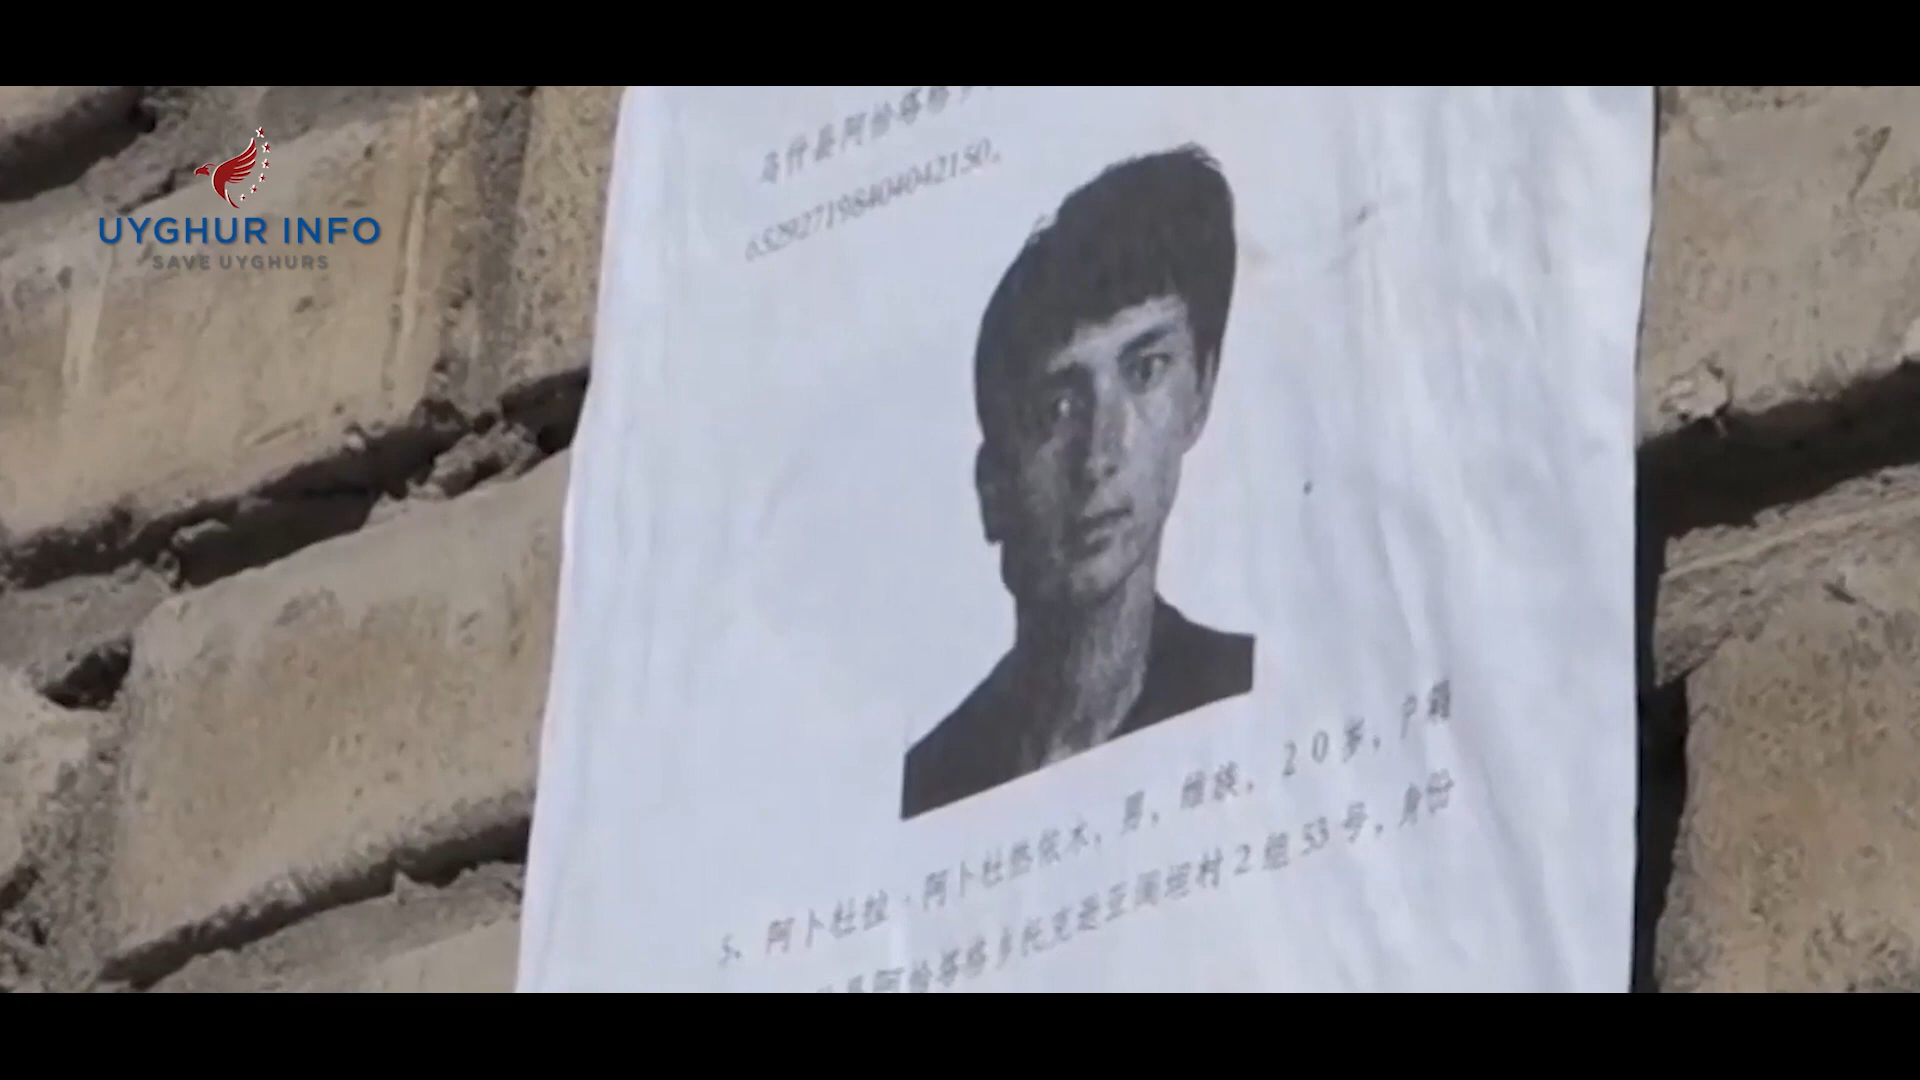 UYGHUR INFO
SAVE UYGHURS
乌什县阿恰塔格乡
652927198404042150。
5、阿卜杜拉·阿卜杜热依木，男，维族，20多，户籍
县阿恰塔格乡托克逊亚阔坦村2组53号，身份